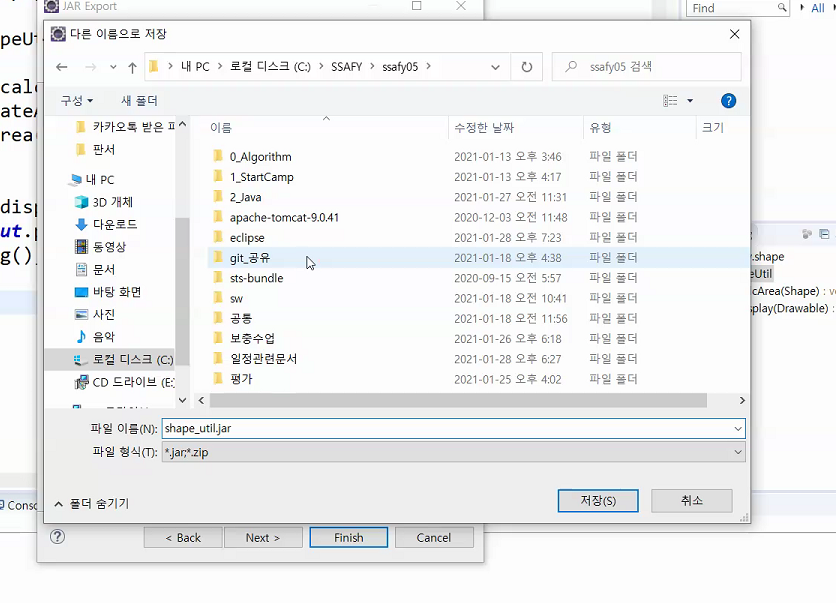 JAR Export
Find
All
다른 이름으로 저장
내 PC
로컬 디스크 (C:)
SSAFY
ssafy05
ssafy05 검색
구성
새 폴더
이름
수정한 날짜
유형
크기
카카오톡 받은 파
판서
내 PC
3D 개체
다운로드
동영상
문서
바탕 화면
사진
음악
로컬 디스크 (C:)
CD 드라이브 (E:
0_Algorithm 2021-01-13 오후 3:46 파일 폴더
1_StartCamp 2021-01-13 오후 4:17 파일 폴더
2_Java 2021-01-27 오전 11:31 파일 폴더
apache-tomcat-9.0.41 2020-12-03 오전 11:48 파일 폴더
eclipse 2021-01-28 오후 7:23 파일 폴더
git_공유 2021-01-18 오후 4:38 파일 폴더
sts-bundle 2020-09-15 오전 5:57 파일 폴더
sw 2021-01-18 오전 10:41 파일 폴더
공통 2021-01-18 오전 11:56 파일 폴더
보충수업 2021-01-26 오후 6:18 파일 폴더
일정관련문서 2021-01-28 오후 6:27 파일 폴더
평가 2021-01-25 오후 4:02 파일 폴더
파일 이름(N): shape_util.jar
파일 형식(T): *.jar;*.zip
폴더 숨기기
저장(S)
취소
< Back
Next >
Finish
Cancel
peU
calc
ateA
rea
disp
ut.
g()
.shape
eUtil
cArea(Shape) : v
splay(Drawable) :
Conso